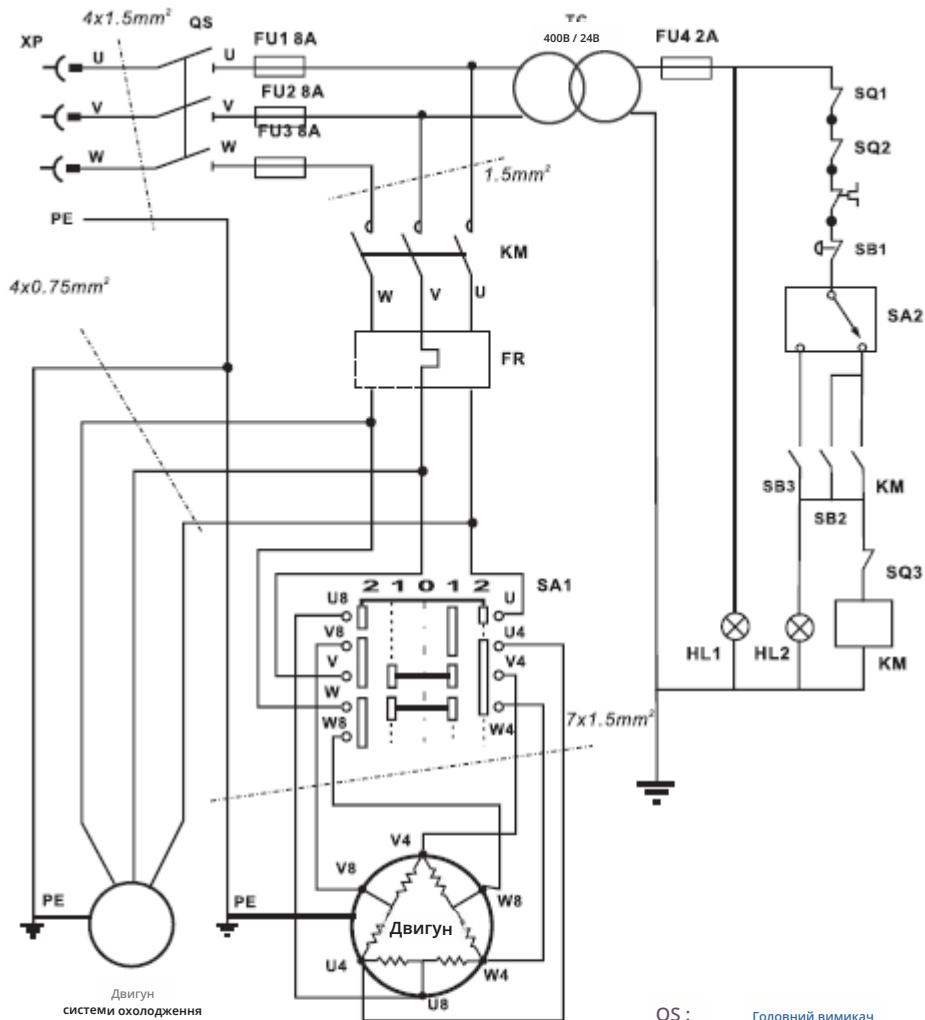 4x1.5mm²
QS
XP
U
U
FU1 8A
TC
400В / 24В
FU4 2A
V
V
FU2 8A
SQ1
W
W
FU3 8A
SQ2
1.5mm²
PE
SB1
KM
4x0.75mm²
W
V
U
SA2
FR
SB3
KM
SB2
SQ3
2 1 0 1 2
SA1
U8
U
V8
U4
V
V4
W
W8
W4
HL1
HL2
KM
7x1.5mm²
V4
V8
W8
PE
PE
Двигун
U4
W4
U8
Двигун
системи охолодження
QS :
Головний вимикач